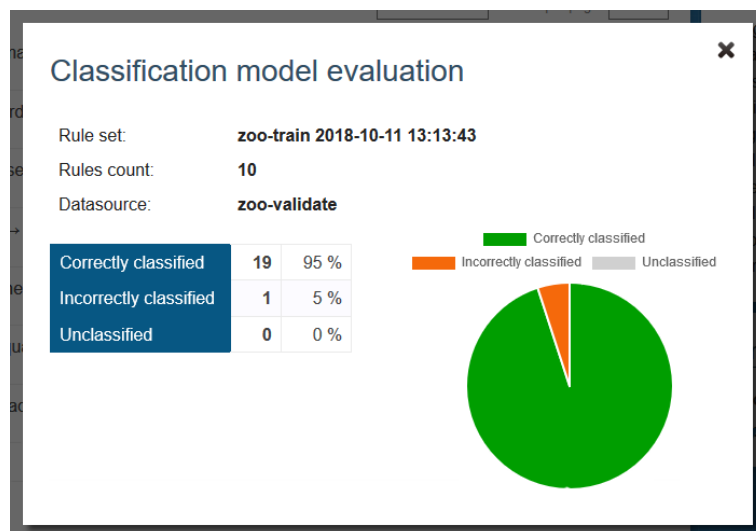 Classification model evaluation
Rule set: zoo-train 2018-10-11 13:13:43
Rules count: 10
Datasource: zoo-validate
Correctly classified
Incorrectly classified Unclassified
Correctly classified 19 95 %
Incorrectly classified 1 5 %
Unclassified 0 0 %